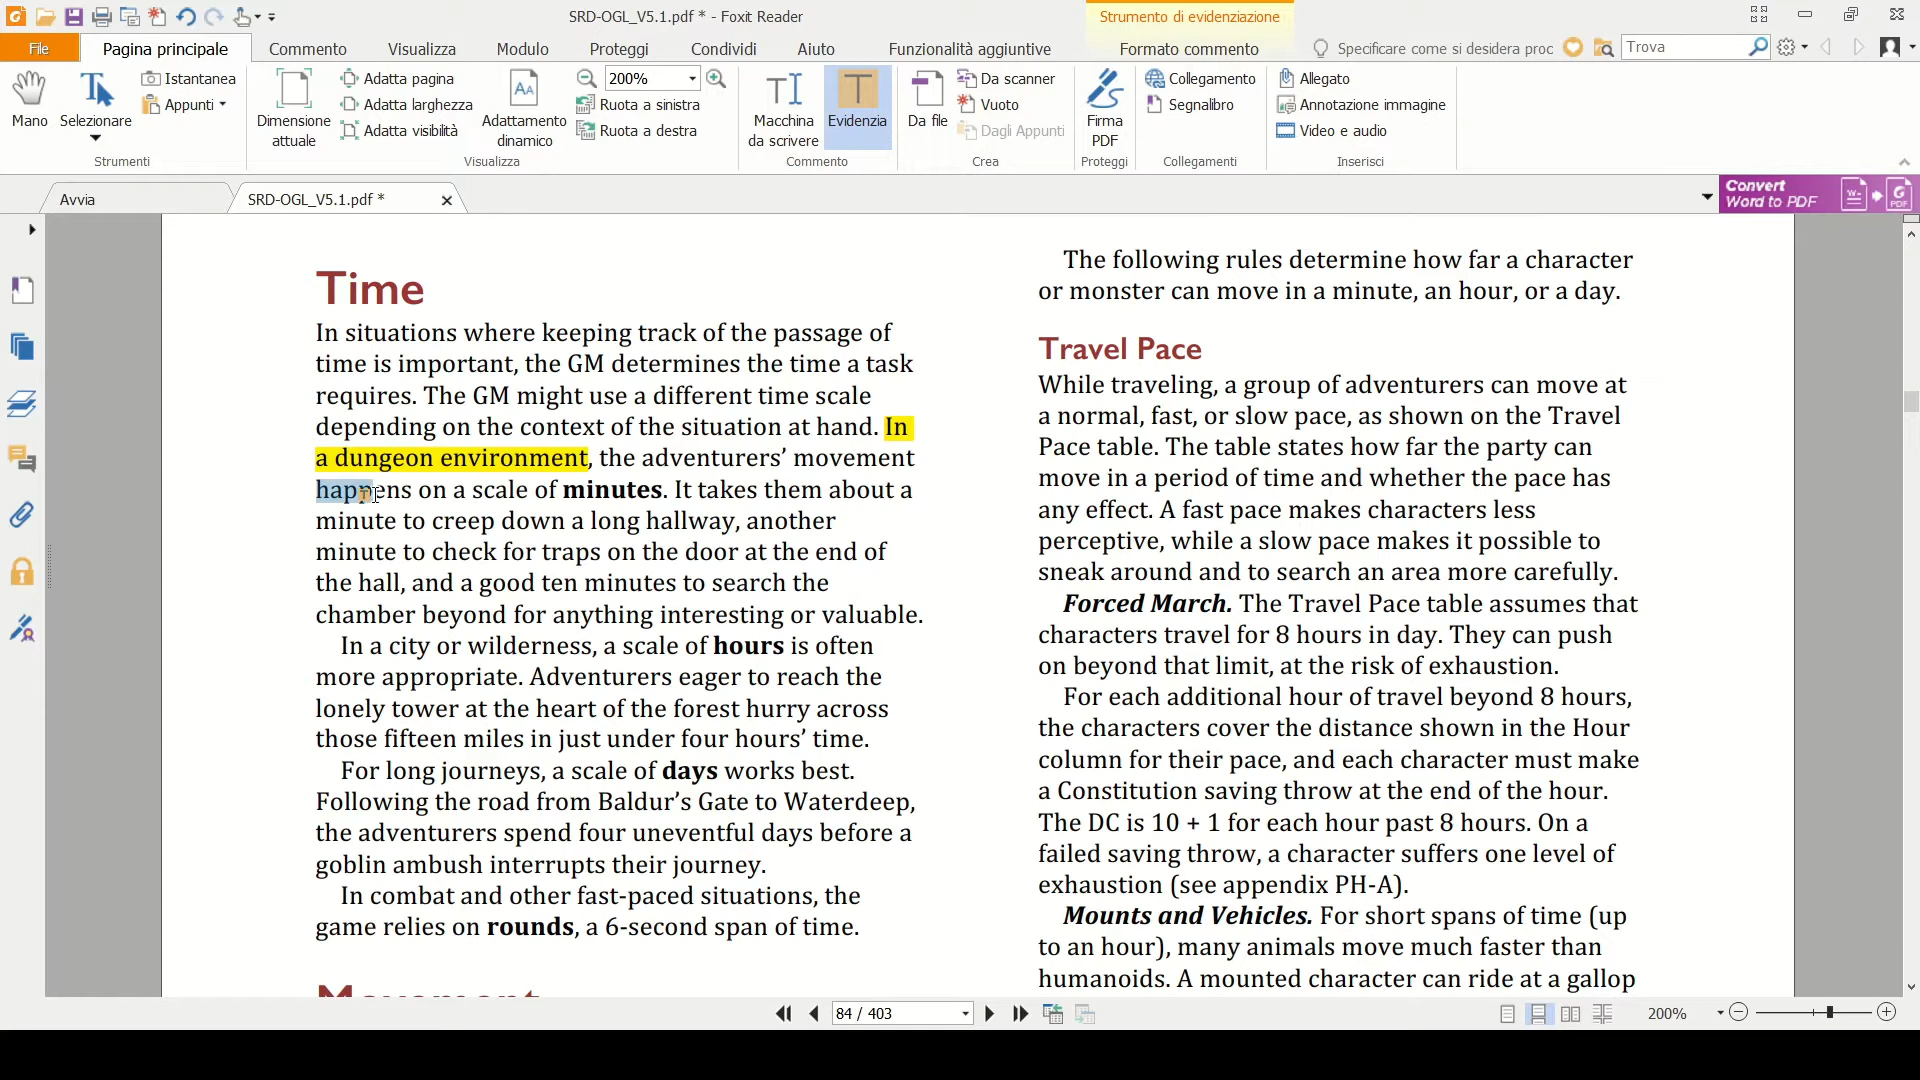 SRD-OGL_V5.1.pdf * - Foxit Reader
Strumento di evidenziazione
File
Pagina principale
Commento
Visualizza
Modulo
Proteggi
Condividi
Aiuto
Funzionalità aggiuntive
Formato commento
Specificare come si desidera proc
Trova
Mano
Selezionare
Istantanea
Appunti
Strumenti
Dimensione
attuale
Adatta pagina
Adatta larghezza
Adatta visibilità
Adattamento
dinamico
200%
Ruota a sinistra
Ruota a destra
Visualizza
Macchina
da scrivere
Evidenzia
Commento
Da file
Da scanner
Vuoto
Dagli Appunti
Crea
Firma
PDF
Proteggi
Collegamento
Segnalibro
Collegamenti
Allegato
Annotazione immagine
Video e audio
Inserisci
Avvia
SRD-OGL_V5.1.pdf *
Convert
Word to PDF
Time
In situations where keeping track of the passage of
time is important, the GM determines the time a task
requires. The GM might use a different time scale
depending on the context of the situation at hand. In
a dungeon environment, the adventurers’ movement
happens on a scale of minutes. It takes them about a
minute to creep down a long hallway, another
minute to check for traps on the door at the end of
the hall, and a good ten minutes to search the
chamber beyond for anything interesting or valuable.
In a city or wilderness, a scale of hours is often
more appropriate. Adventurers eager to reach the
lonely tower at the heart of the forest hurry across
those fifteen miles in just under four hours’ time.
For long journeys, a scale of days works best.
Following the road from Baldur’s Gate to Waterdeep,
the adventurers spend four uneventful days before a
goblin ambush interrupts their journey.
In combat and other fast-paced situations, the
game relies on rounds, a 6-second span of time.
Movement
The following rules determine how far a character
or monster can move in a minute, an hour, or a day.
Travel Pace
While traveling, a group of adventurers can move at
a normal, fast, or slow pace, as shown on the Travel
Pace table. The table states how far the party can
move in a period of time and whether the pace has
any effect. A fast pace makes characters less
perceptive, while a slow pace makes it possible to
sneak around and to search an area more carefully.
Forced March. The Travel Pace table assumes that
characters travel for 8 hours in day. They can push
on beyond that limit, at the risk of exhaustion.
For each additional hour of travel beyond 8 hours,
the characters cover the distance shown in the Hour
column for their pace, and each character must make
a Constitution saving throw at the end of the hour.
The DC is 10 + 1 for each hour past 8 hours. On a
failed saving throw, a character suffers one level of
exhaustion (see appendix PH-A).
Mounts and Vehicles. For short spans of time (up
to an hour), many animals move much faster than
humanoids. A mounted character can ride at a gallop
84 / 403
200%